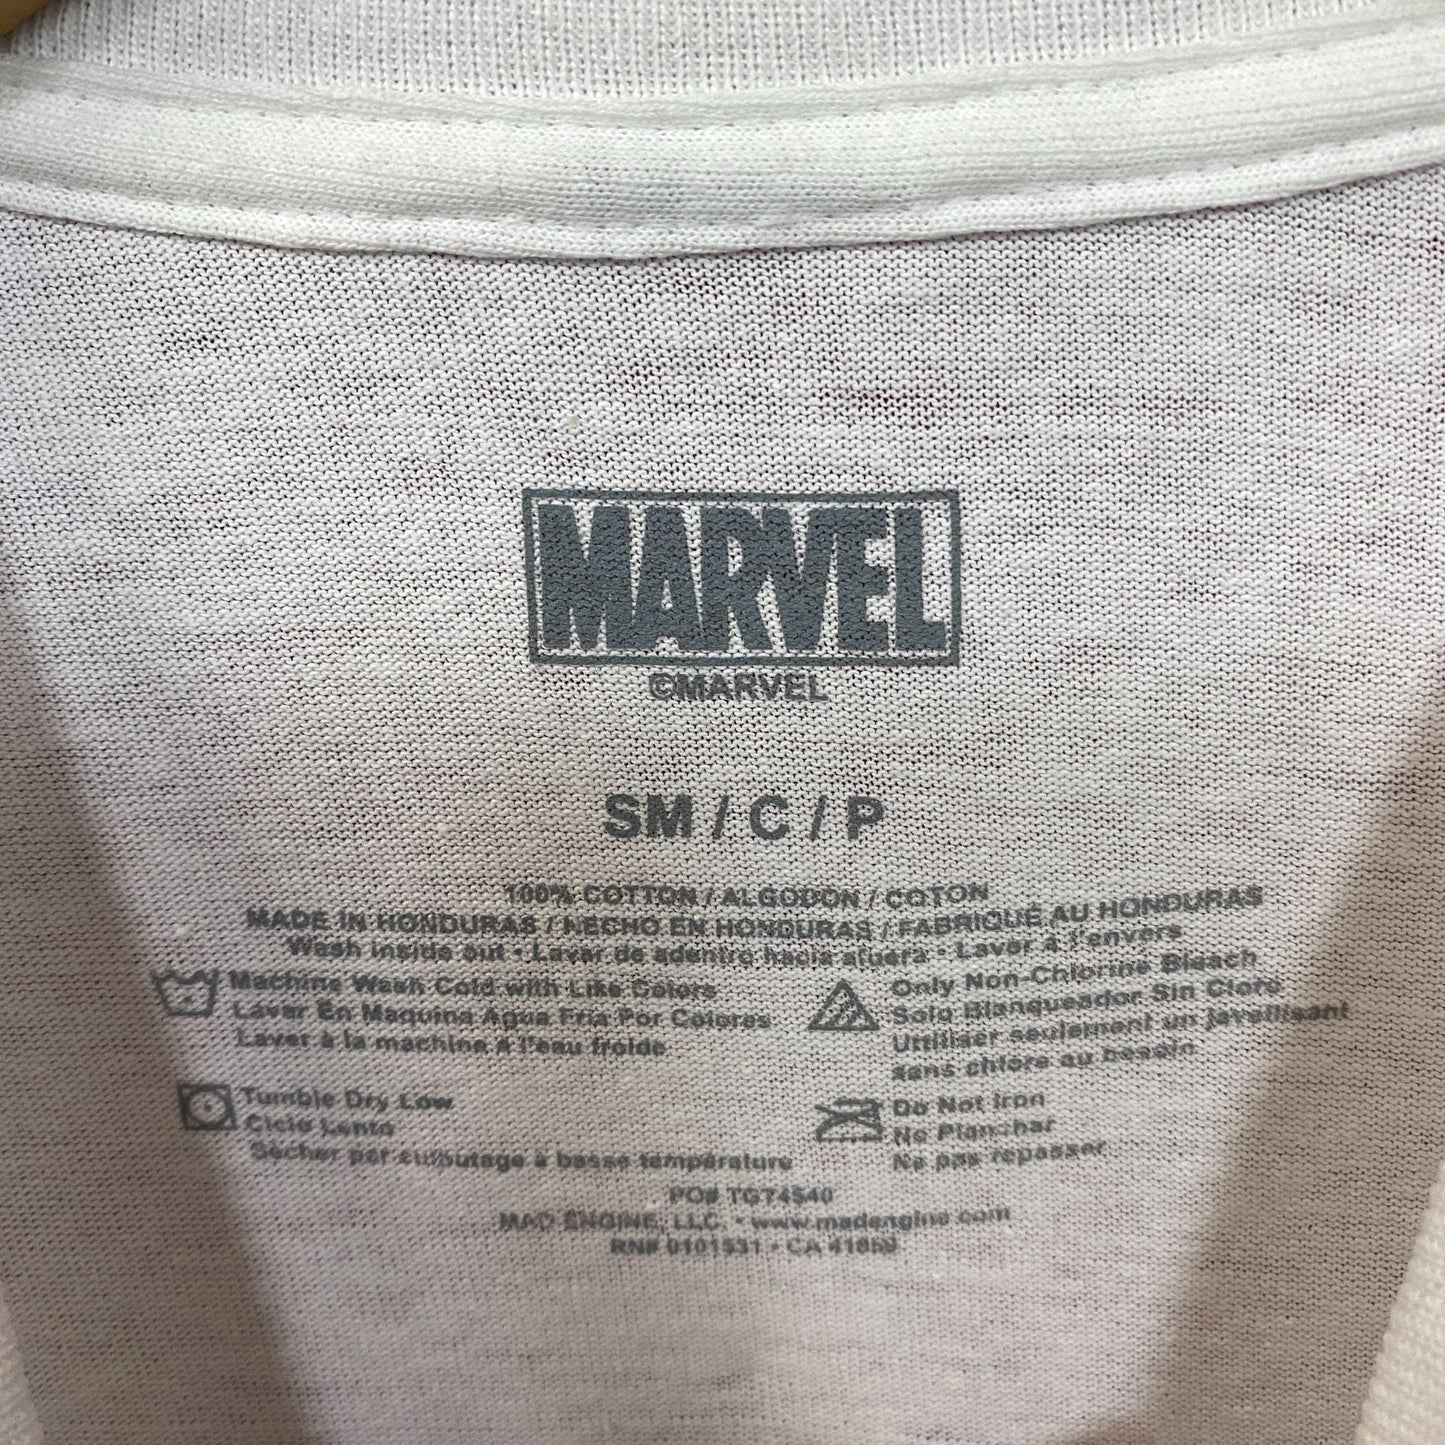 MARVEL
©MARVEL
SM / C / P
100% COTTON / ALGODON / COTON
MADE IN HONDURAS / HECHO EN HONDURAS / FABRIQUÉ AU HONDURAS
Wash inside out • Lavar de adentro hacia afuera • Laver à l'envers
Machine Wash Cold with Like Colors
Lavar En Maquina Agua Fria Por Colores
Laver à la machine à l'eau froide
Only Non-Chlorine Bleach
Solo Blanqueador Sin Cloro
Utiliser seulement un javellisant
sans chlore au besoin
Tumble Dry Low
Ciclo Lento
Sécher par culbutage à basse température
Do Not Iron
No Planchar
Ne pas repasser
PO# TGT4540
MAD ENGINE, LLC. • www.madengine.com
RN# 0101531 • CA 41859